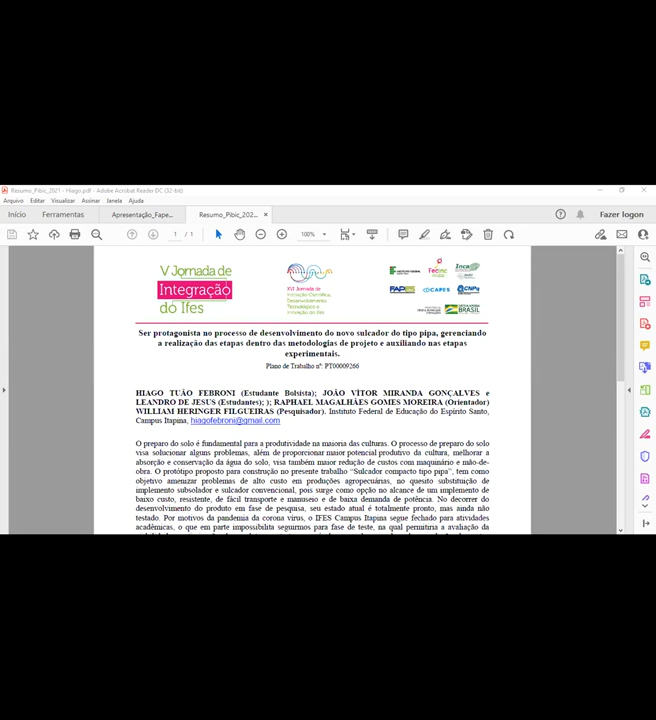 Resumo_Pibic_2021 - Hiago.pdf - Adobe Acrobat Reader DC (32-bit)
Arquivo Editar Visualizar Assinar Janela Ajuda
Início Ferramentas Apresentação_Fape... Resumo_Pibic_202... × Fazer logon
1 / 1 100%
V Jornada de
Integração
do Ifes
XVI Jornada de
Iniciação Científica,
Desenvolvimento
Tecnológico e
Inovação do Ifes
INSTITUTO FEDERAL
Fecinc
Inca
FAPES CAPES CNPq
BRASIL
Ser protagonista no processo de desenvolvimento do novo sulcador do tipo pipa, gerenciando
a realização das etapas dentro das metodologias de projeto e auxiliando nas etapas
experimentais.
Plano de Trabalho nº: PT00009266
HIAGO TUÃO FEBRONI (Estudante Bolsista); JOÃO VÍTOR MIRANDA GONÇALVES e
LEANDRO DE JESUS (Estudantes); ); RAPHAEL MAGALHÃES GOMES MOREIRA (Orientador)
WILLIAM HERINGER FILGUEIRAS (Pesquisador). Instituto Federal de Educação do Espírito Santo,
Campus Itapina, hiagofebroni@gmail.com
O preparo do solo é fundamental para a produtividade na maioria das culturas. O processo de preparo do solo
visa solucionar alguns problemas, além de proporcionar maior potencial produtivo da cultura, melhorar a
absorção e conservação da água do solo, visa também maior redução de custos com maquinário e mão-de-
obra. O protótipo proposto para construção no presente trabalho “Sulcador compacto tipo pipa”, tem como
objetivo amenizar problemas de alto custo em produções agropecuárias, no quesito substituição de
implemento subsolador e sulcador convencional, pois surge como opção no alcance de um implemento de
baixo custo, resistente, de fácil transporte e manuseio e de baixa demanda de potência. No decorrer do
desenvolvimento do produto em fase de pesquisa, seu estado atual é totalmente pronto, mas ainda não
testado. Por motivos da pandemia da corona vírus, o IFES Campus Itapina segue fechado para atividades
acadêmicas, o que em parte impossibilita seguirmos para fase de teste, na qual permitiria a avaliação da